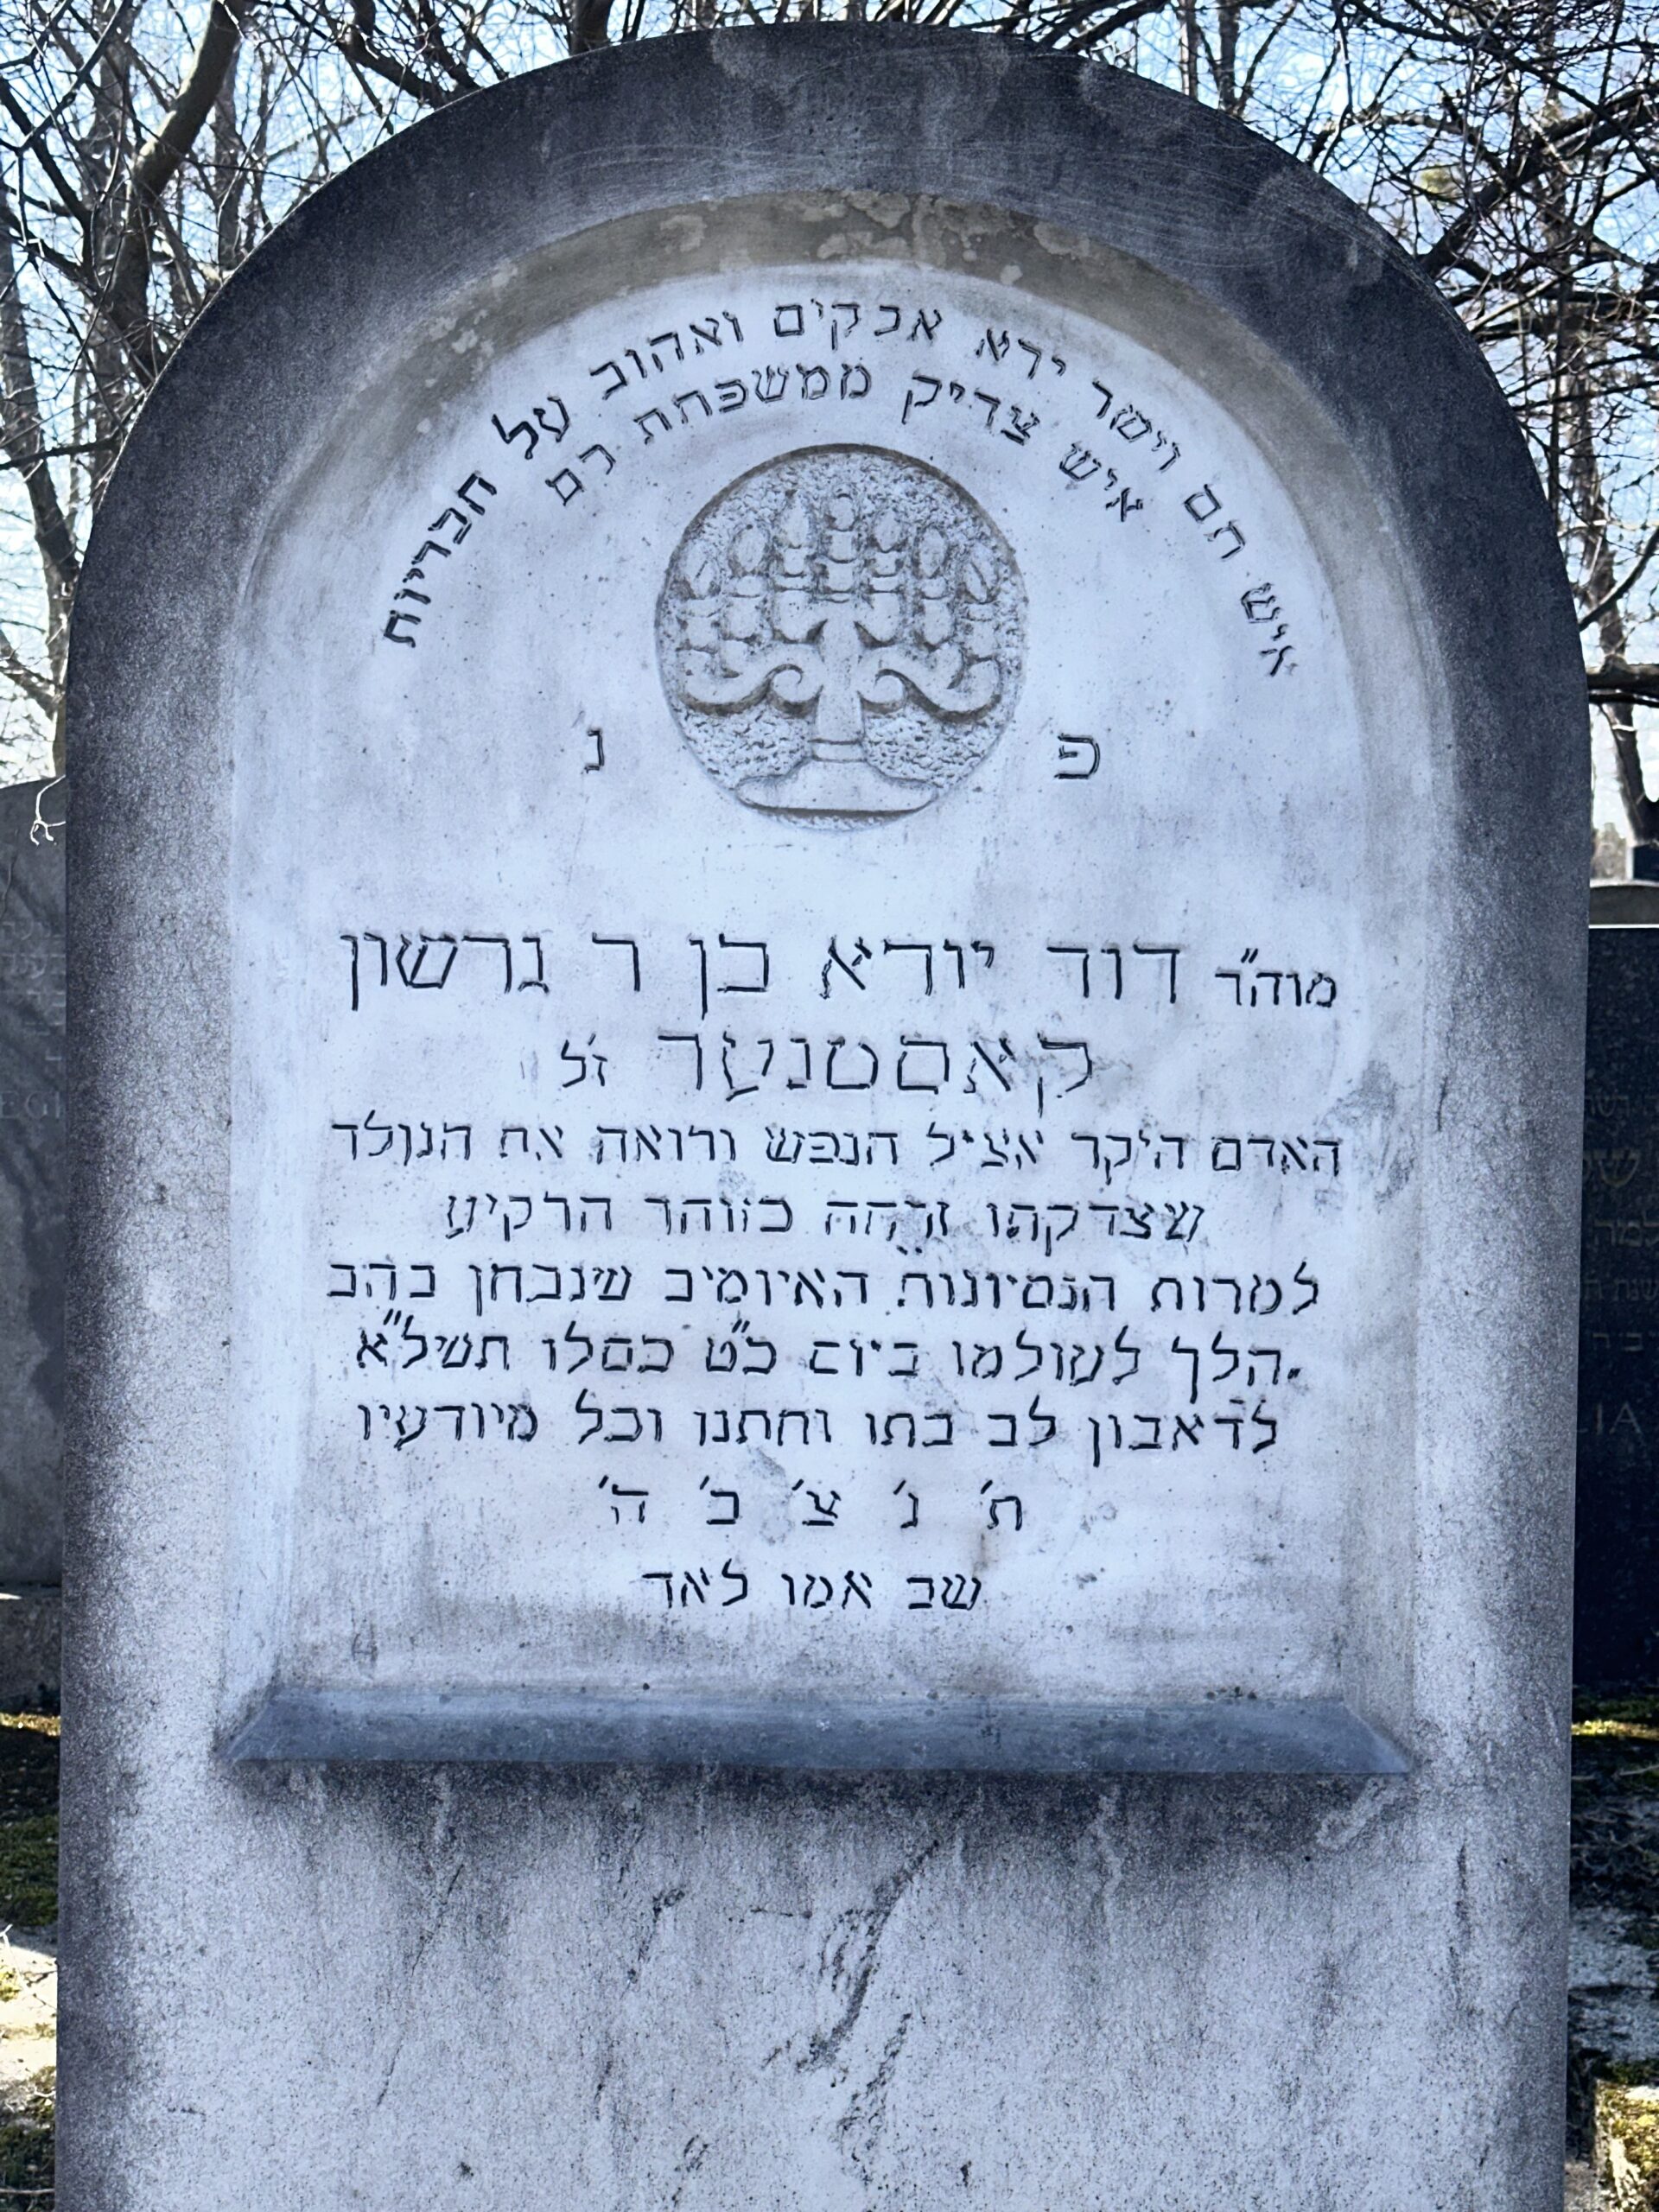 איש תם וישר ירא אלקים ואהוב על הבריות
איש צדיק ממשפחת רם
פ נ
מוה״ר דוד יורא בן ר גרשון
קאסטנער ז׳ל
האדם היקר אציל הנפש ורואה את הנולד
שצדקתו זרחה כזוהר הרקיע
למרות הנסיונות האיומים שנבחן בהם
הלך לעולמו ביום כ״ט כסלו תשל״א
לדאבון לב בתו וחתנו וכל מיודעיו
ת׳ נ׳ צ׳ ב׳ ה׳
שב אמו לאד